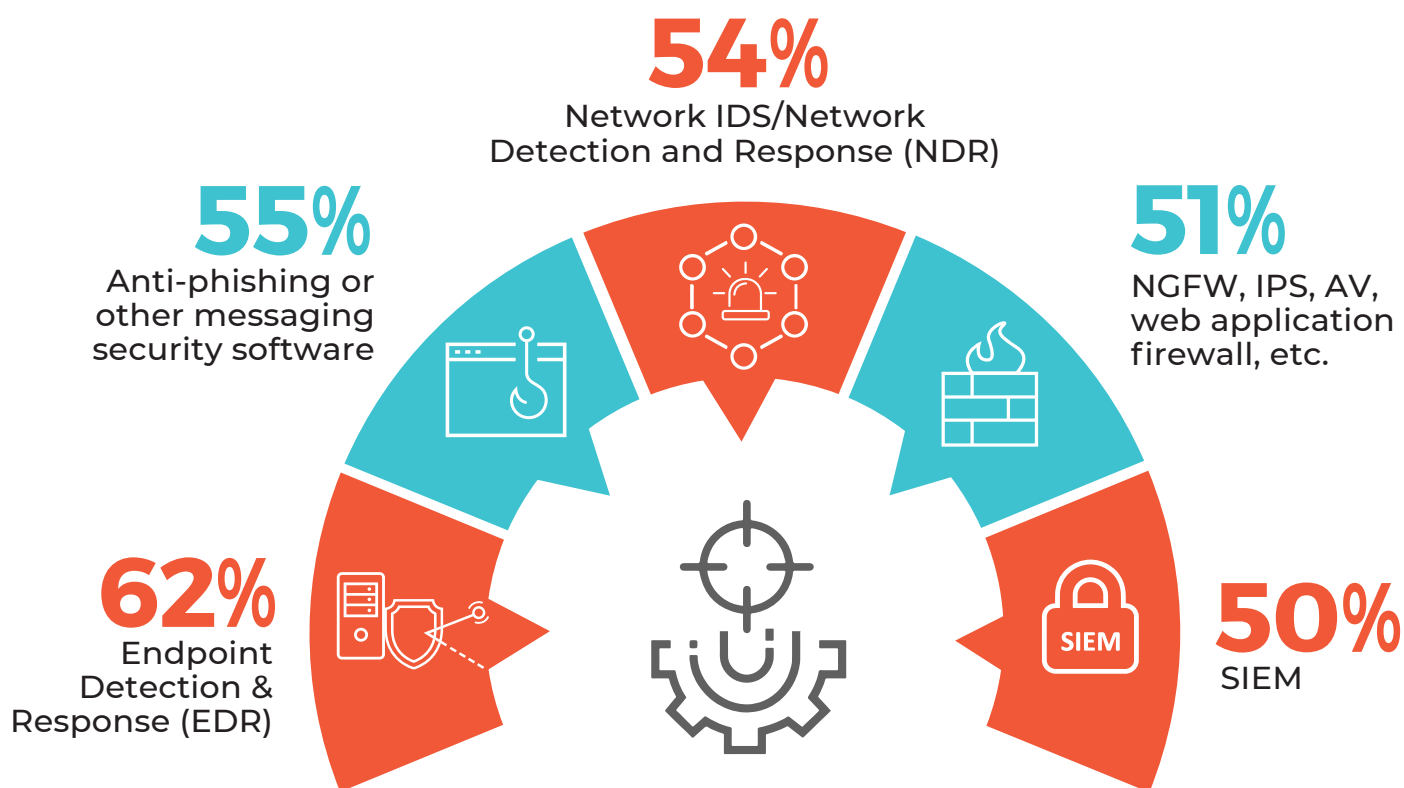 54%
Network IDS/Network
Detection and Response (NDR)
55%
Anti-phishing or
other messaging
security software
51%
NGFW, IPS, AV,
web application
firewall, etc.
62%
Endpoint
Detection &
Response (EDR)
SIEM
50%
SIEM